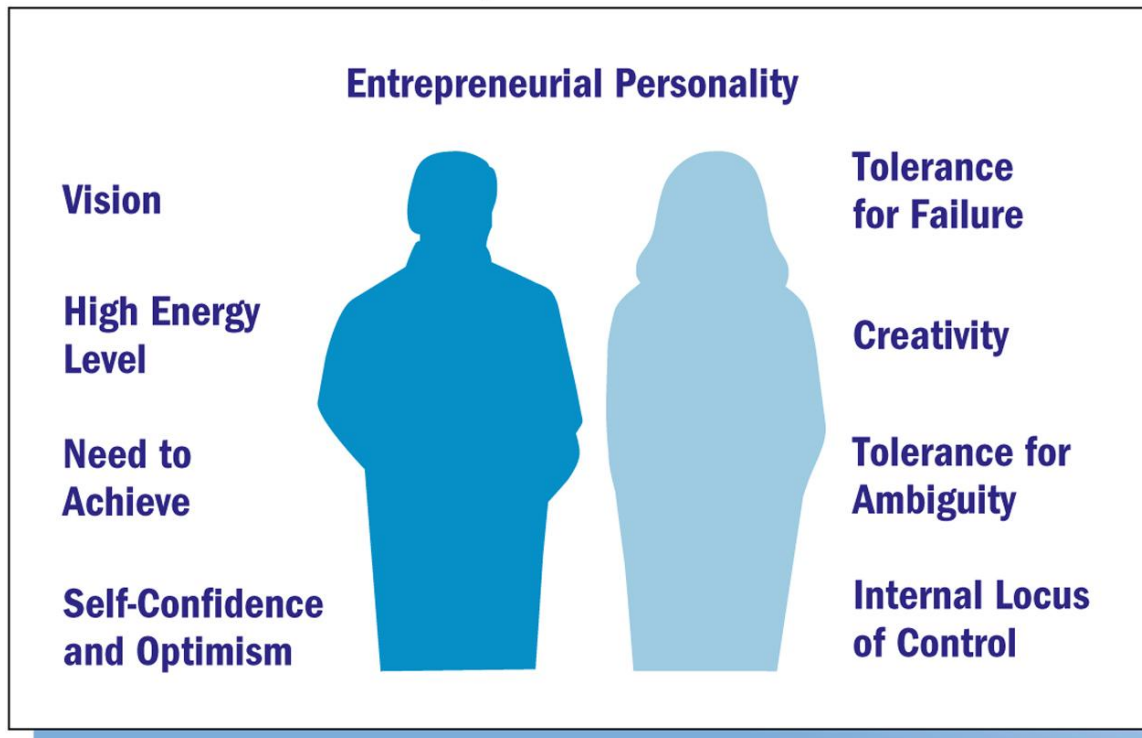 Entrepreneurial Personality
Vision
High Energy
Level
Need to
Achieve
Self-Confidence
and Optimism
Tolerance
for Failure
Creativity
Tolerance for
Ambiguity
Internal Locus
of Control